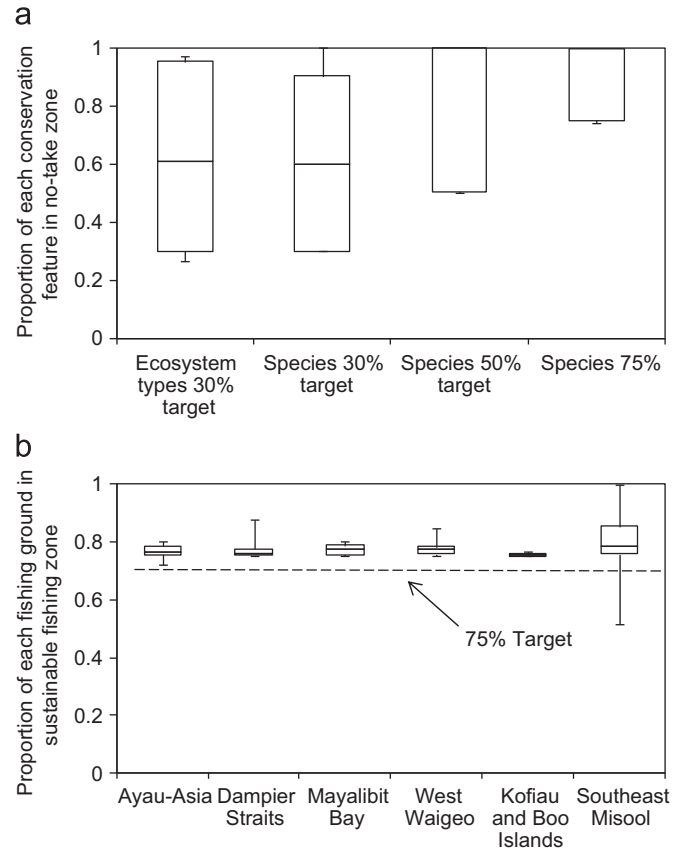 a
Proportion of each conservation
feature in no-take zone
1
0.8
0.6
0.4
0.2
0
Ecosystem
types 30%
target
Species 30%
target
Species 50%
target
Species 75%
b
Proportion of each fishing ground in
sustainable fishing zone
1
0.8
0.6
0.4
0.2
0
75% Target
Ayau-Asia
Dampier
Straits
Mayalibit
Bay
West
Waigeo
Kofiau
and Boo
Islands
Southeast
Misool